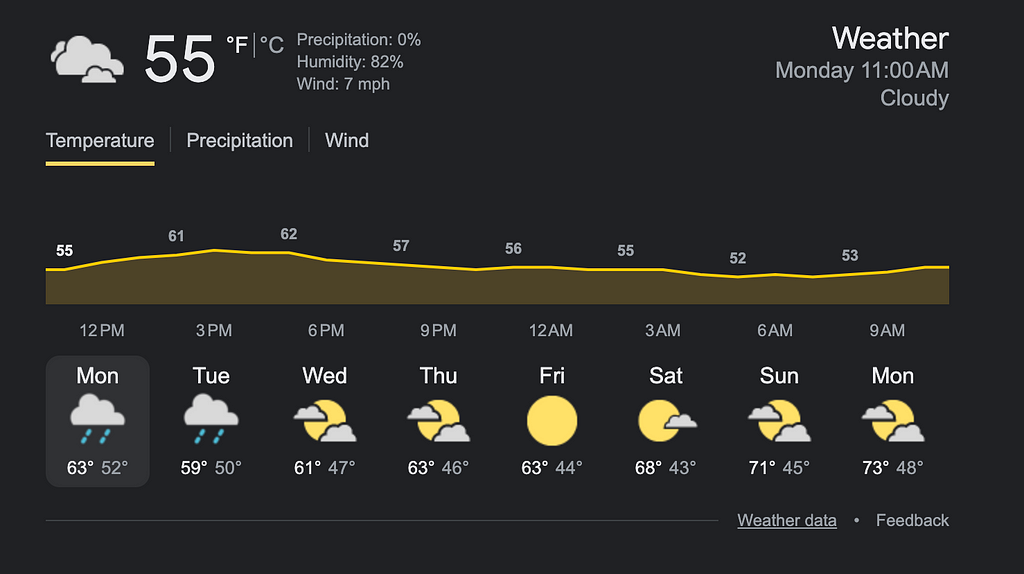 55 °F | °C
Precipitation: 0%
Humidity: 82%
Wind: 7 mph
Weather
Monday 11:00 AM
Cloudy
Temperature | Precipitation | Wind
55 61 62 57 56 55 52 53
12 PM 3 PM 6 PM 9 PM 12 AM 3 AM 6 AM 9 AM
Mon Tue Wed Thu Fri Sat Sun Mon
63° 52° 59° 50° 61° 47° 63° 46° 63° 44° 68° 43° 71° 45° 73° 48°
Weather data • Feedback